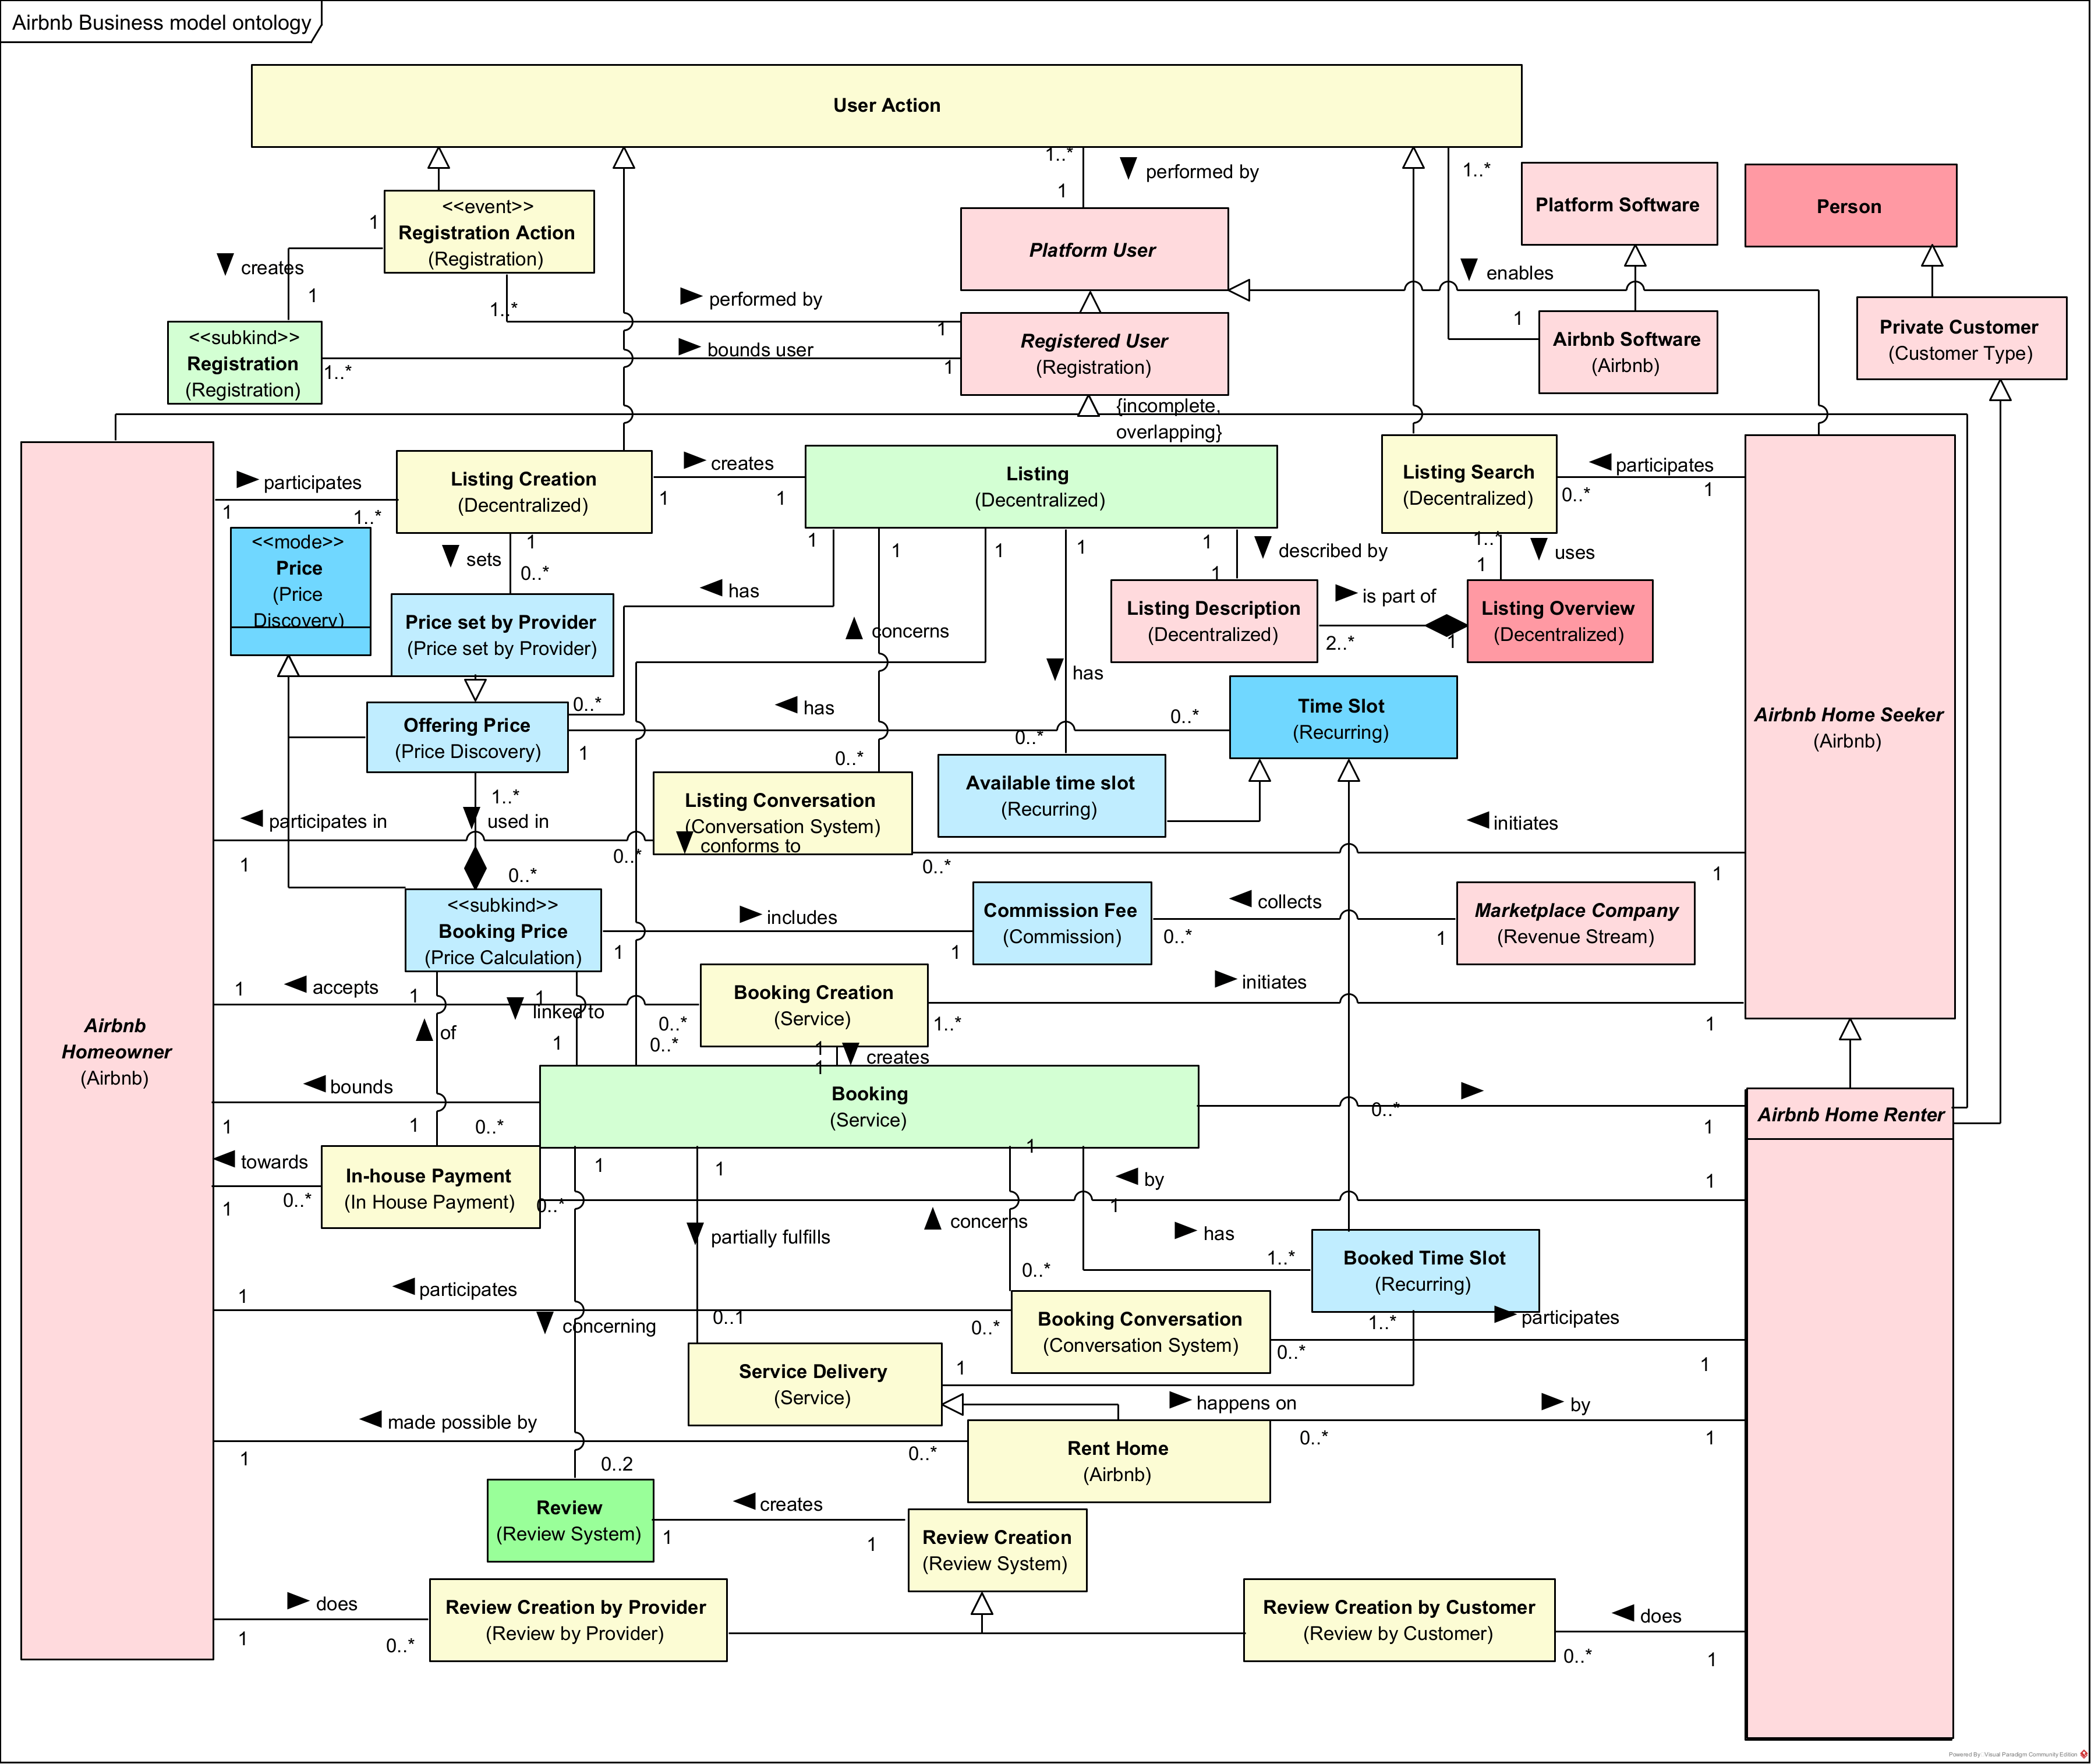 Airbnb Business model ontology
User Action
1..*
performed by
1
1..*
<<event>>
Registration Action
(Registration)
1
creates
1
Platform User
Platform Software
Person
enables
1
1..*
performed by
1
<<subkind>>
Registration
(Registration)
1..*
bounds user
1
Registered User
(Registration)
{incomplete,
overlapping}
Airbnb Software
(Airbnb)
Private Customer
(Customer Type)
participates
1
1..*
Listing Creation
(Decentralized)
creates
1
1
Listing
(Decentralized)
Listing Search
(Decentralized)
participates
0..*
1
<<mode>>
Price
(Price
Discovery)
sets
1
0..*
1
1
1
1
1
described by
1
1..*
1
uses
has
Price set by Provider
(Price set by Provider)
concerns
Listing Description
(Decentralized)
is part of
2..*
1
Listing Overview
(Decentralized)
has
Offering Price
(Price Discovery)
0..*
1
has
0..*
0..*
Time Slot
(Recurring)
Airbnb Home Seeker
(Airbnb)
0..*
Listing Conversation
(Conversation System)
conforms to
Available time slot
(Recurring)
1..*
used in
0..*
participates in
1
0..*
0..*
initiates
1
<<subkind>>
Booking Price
(Price Calculation)
includes
1
1
Commission Fee
(Commission)
collects
0..*
1
Marketplace Company
(Revenue Stream)
accepts
1
1
1
linked to
0..*
Booking Creation
(Service)
1..*
initiates
1
Airbnb
Homeowner
(Airbnb)
of
1
0..*
1
1
creates
bounds
1
1
0..*
Booking
(Service)
0..*
1
Airbnb Home Renter
towards
1
0..*
In-house Payment
(In House Payment)
0..*
1
1
1
by
1
1
partially fulfills
concerns
has
1..*
0..*
Booked Time Slot
(Recurring)
participates
1
concerning
0..1
0..*
Booking Conversation
(Conversation System)
0..*
1..*
participates
1
Service Delivery
(Service)
1
happens on
by
made possible by
1
0..*
Rent Home
(Airbnb)
0..*
1
0..2
Review
(Review System)
creates
1
1
Review Creation
(Review System)
does
1
0..*
Review Creation by Provider
(Review by Provider)
Review Creation by Customer
(Review by Customer)
does
0..*
1
Powered By: Visual Paradigm Community Edition